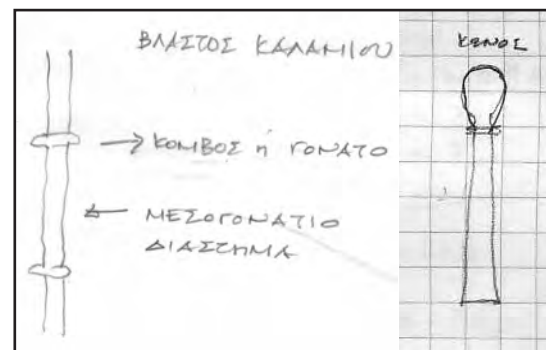 ΒΛΑΣΤΟΣ ΚΑΛΑΜΙΟΥ
ΚΟΜΒΟΣ ή ΓΟΝΑΤΟ
ΜΕΣΟΓΟΝΑΤΙΟ
ΔΙΑΣΤΗΜΑ
ΚΩΝΟΣ